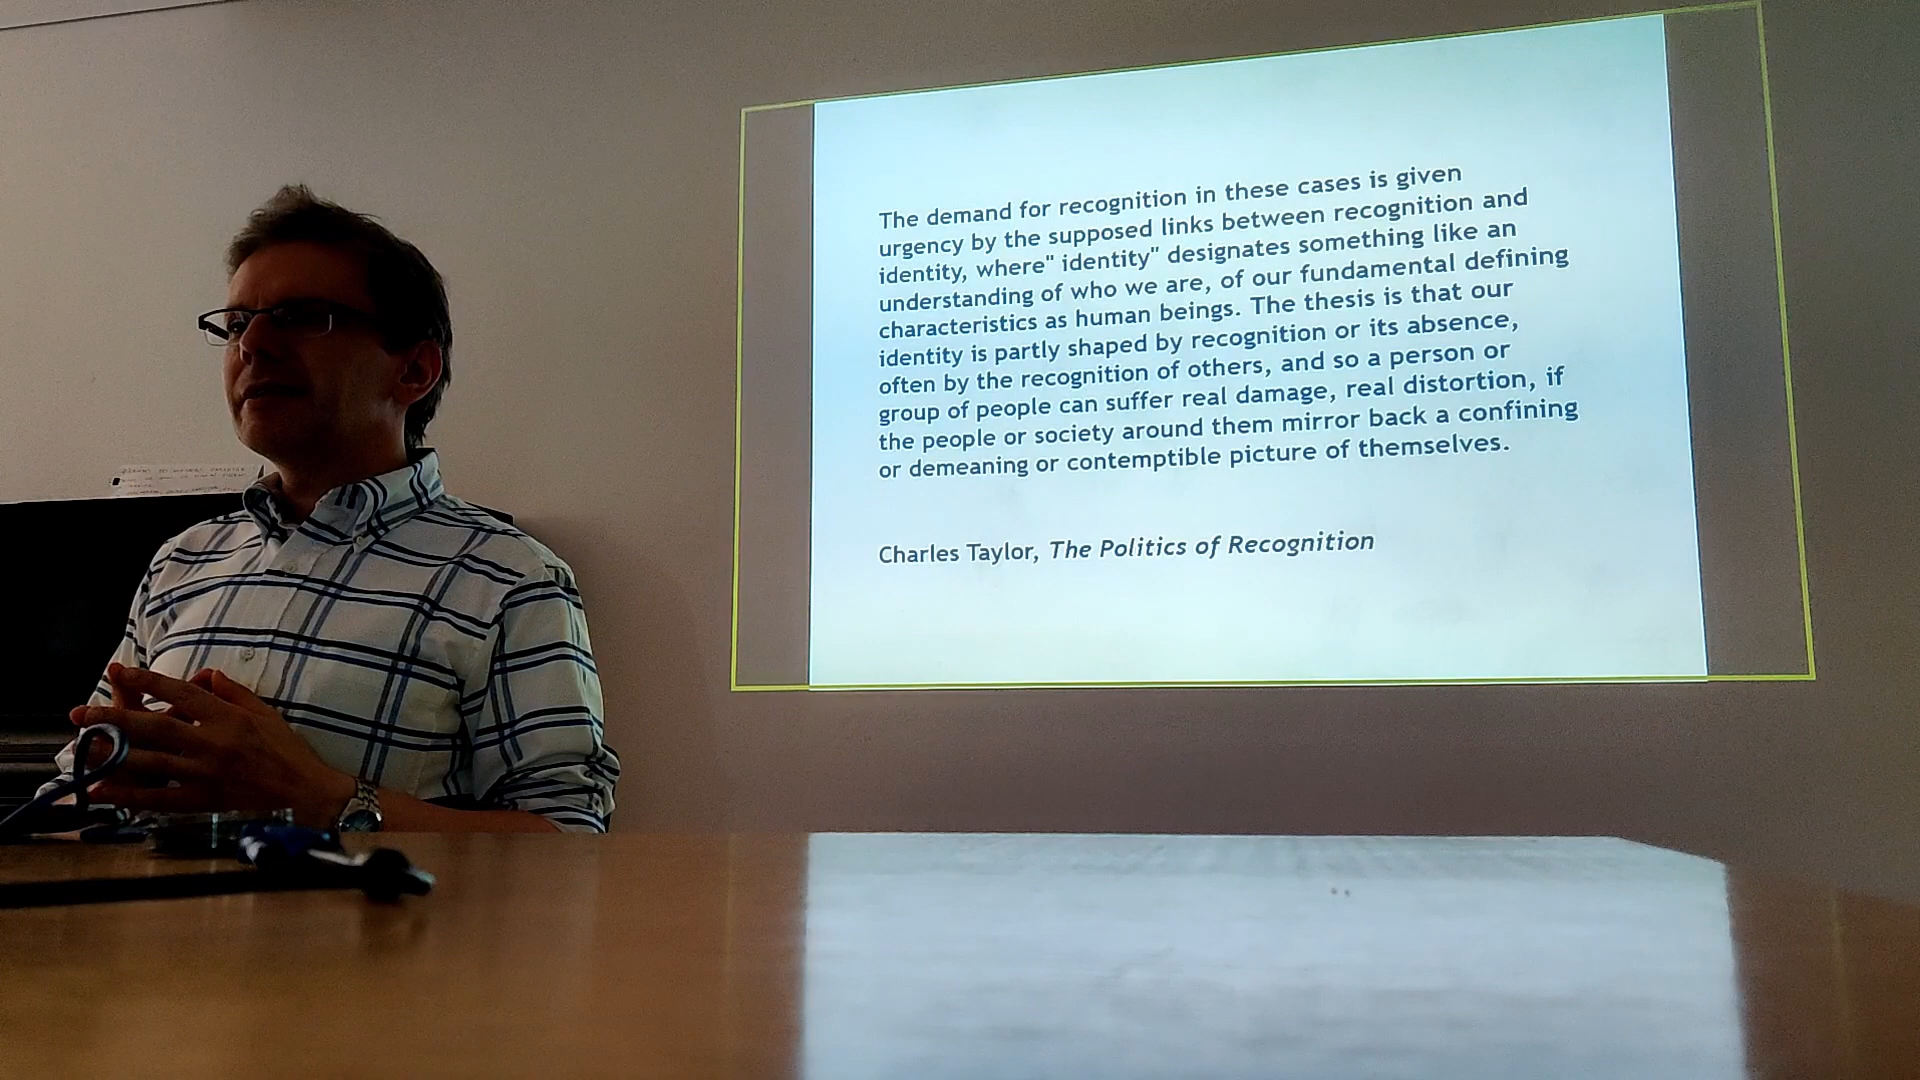 The demand for recognition in these cases is given
urgency by the supposed links between recognition and
identity, where" identity" designates something like an
understanding of who we are, of our fundamental defining
characteristics as human beings. The thesis is that our
identity is partly shaped by recognition or its absence,
often by the recognition of others, and so a person or
group of people can suffer real damage, real distortion, if
the people or society around them mirror back a confining
or demeaning or contemptible picture of themselves.
Charles Taylor, The Politics of Recognition